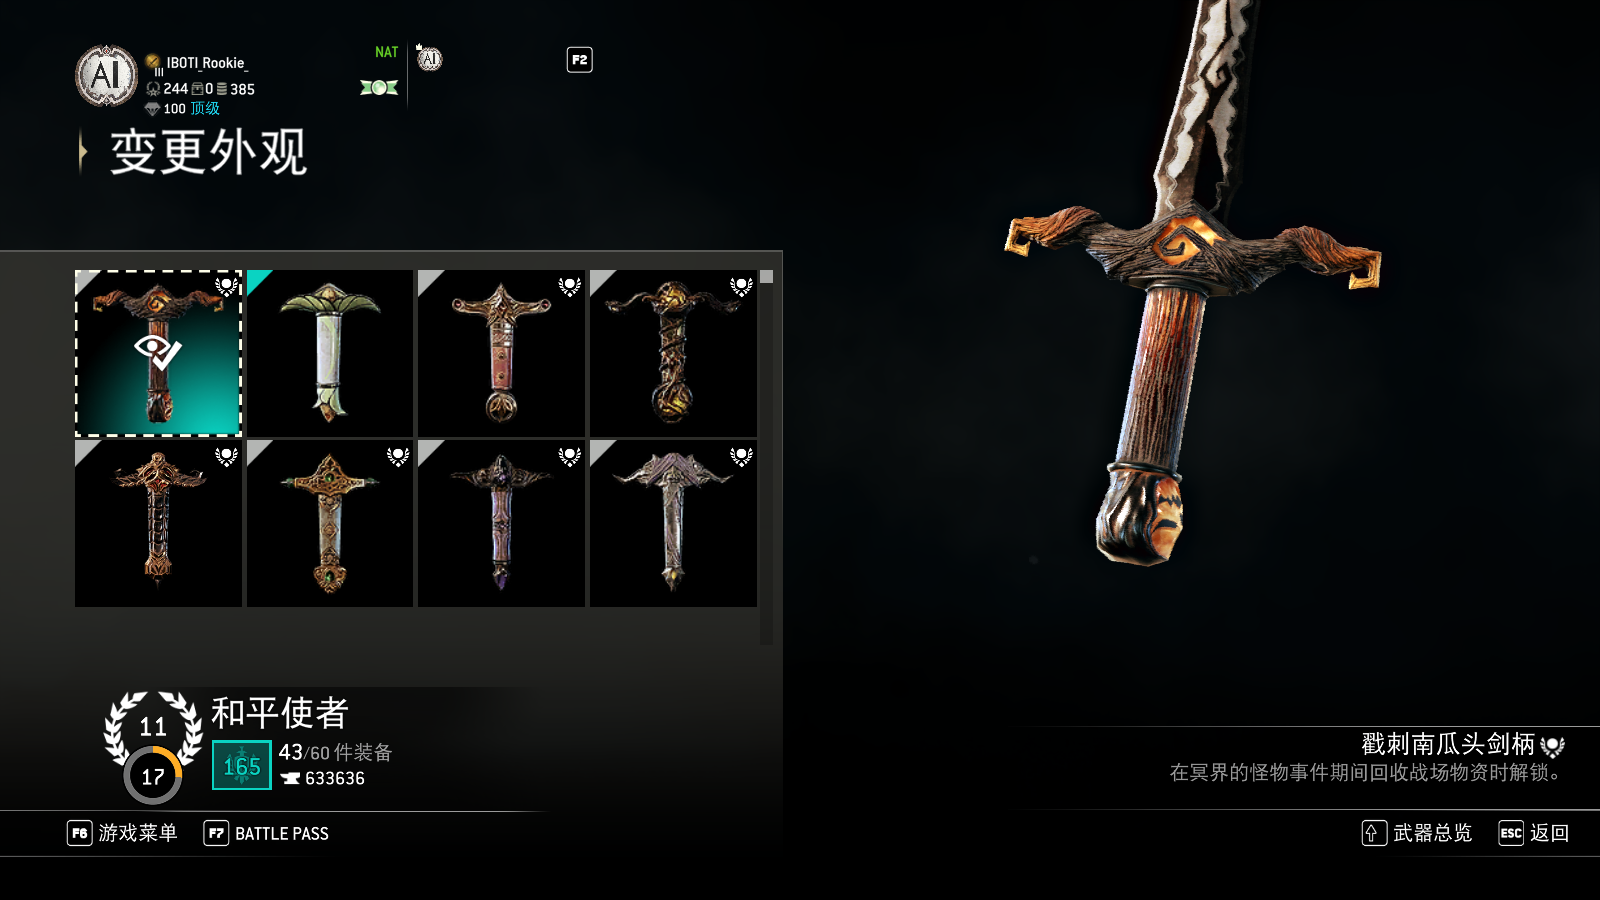 AI
IBOTI_Rookie_
III
244 0 385
100 顶级
NAT
AI
F2
变更外观
11
17
和平使者
165
43/60 件装备
633636
戳刺南瓜头剑柄
在冥界的怪物事件期间回收战场物资时解锁。
F6 游戏菜单
F7 BATTLE PASS
武器总览
ESC 返回